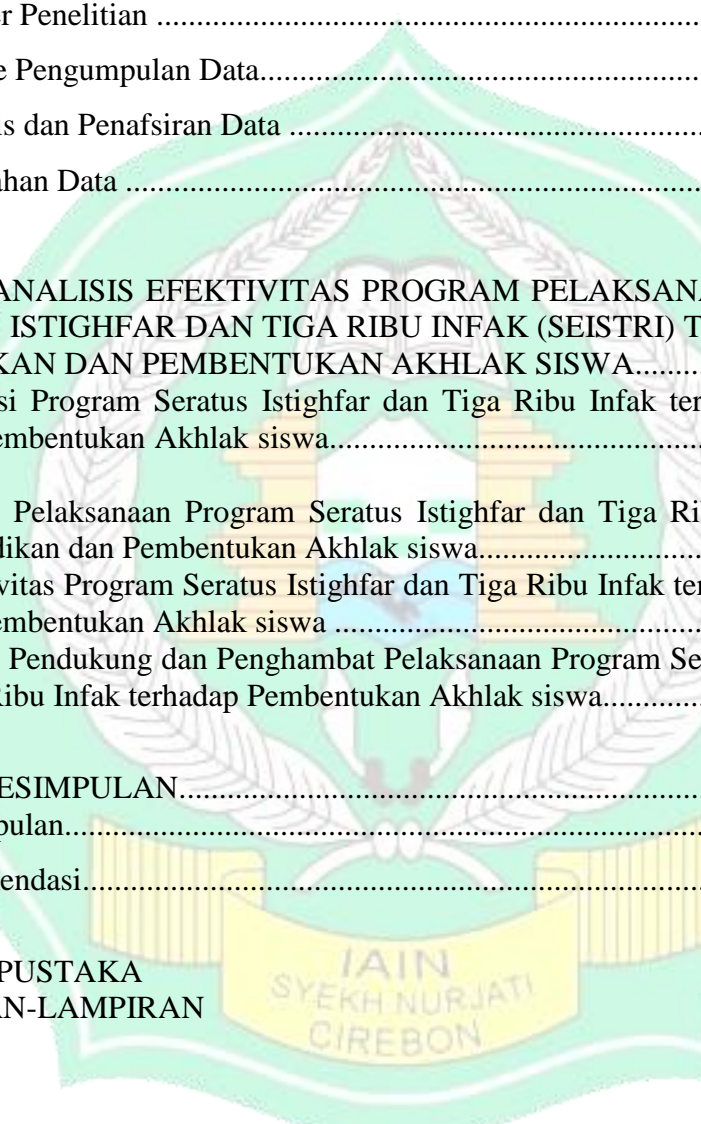 er Penelitian ..........................................................................
e Pengumpulan Data........................................................
is dan Penafsiran Data .....................................................
ahan Data .............................................................................
ANALISIS EFEKTIVITAS PROGRAM PELAKSANA
ISTIGHFAR DAN TIGA RIBU INFAK (SEISTRI) T
KAN DAN PEMBENTUKAN AKHLAK SISWA..........
si Program Seratus Istighfar dan Tiga Ribu Infak ter
embentukan Akhlak siswa..................................................
Pelaksanaan Program Seratus Istighfar dan Tiga Ri
dikan dan Pembentukan Akhlak siswa..............................
vitas Program Seratus Istighfar dan Tiga Ribu Infak ter
embentukan Akhlak siswa ..................................................
Pendukung dan Penghambat Pelaksanaan Program Se
Ribu Infak terhadap Pembentukan Akhlak siswa.............
ESIMPULAN.......................................................................
pulan.......................................................................................
endasi.....................................................................................
PUSTAKA
AN-LAMPIRAN
IAIN
SYEKH NURJATI
CIREBON